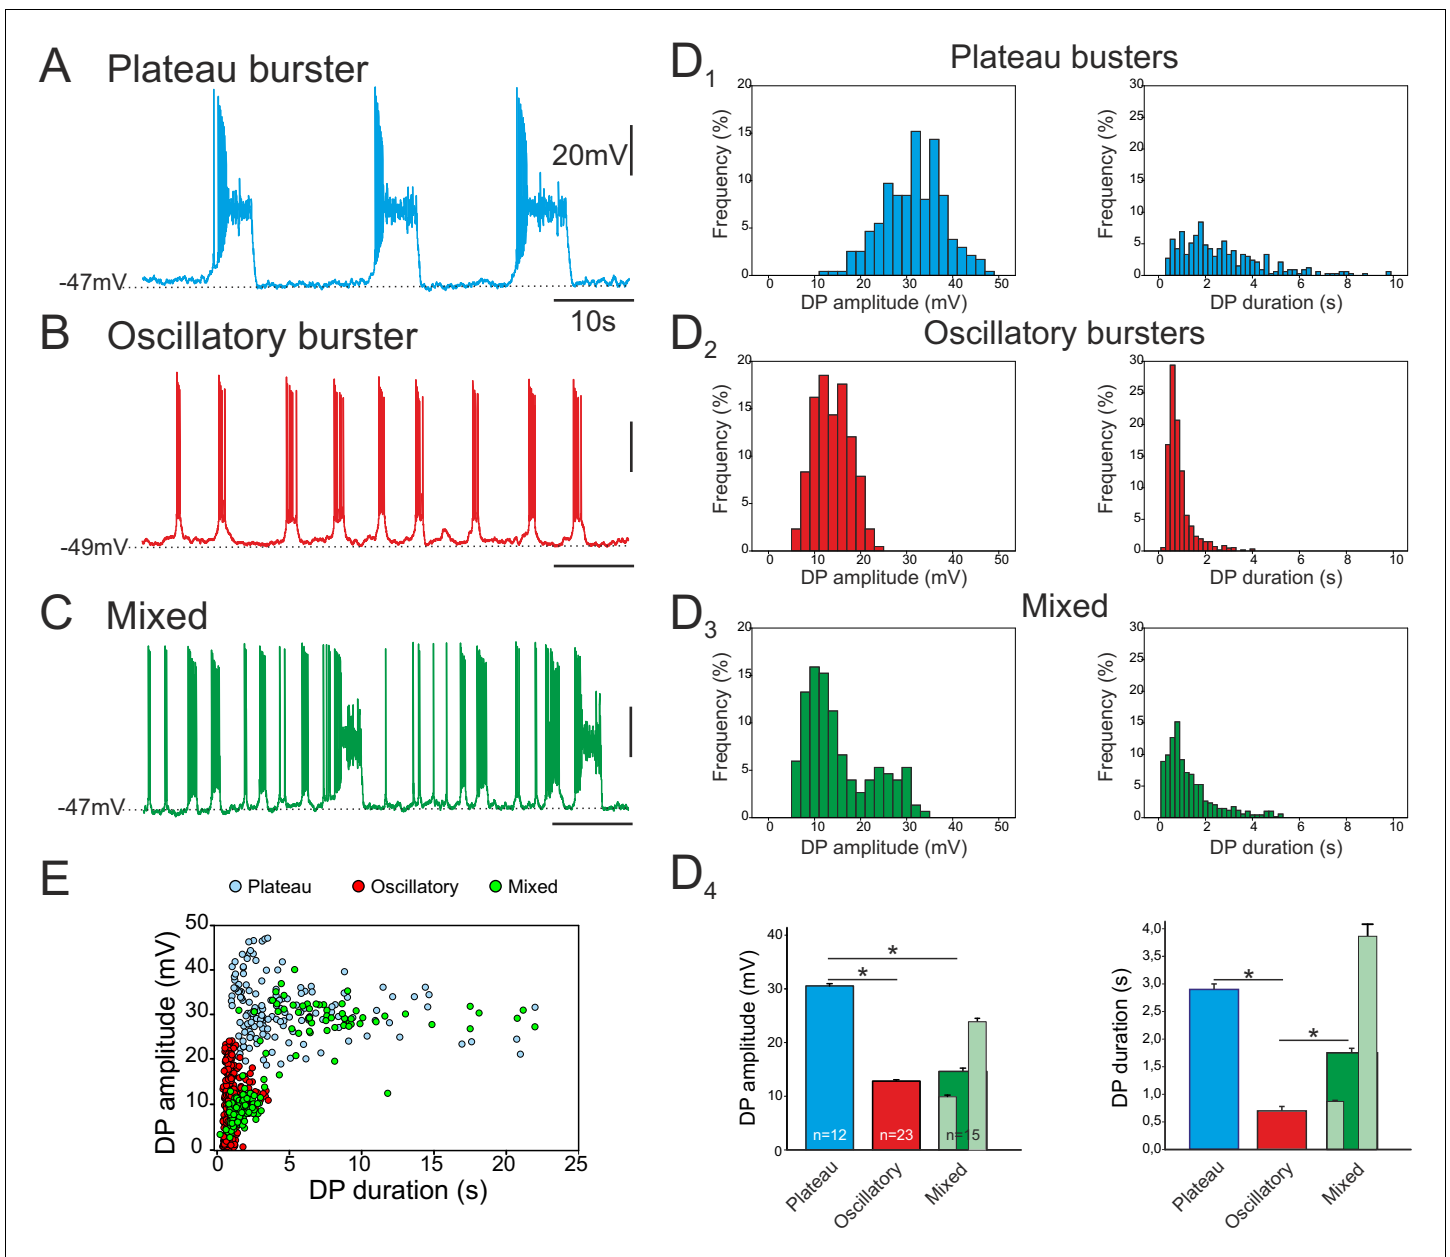 A Plateau burster
20mV
-47mV
10s
B Oscillatory burster
-49mV
C Mixed
-47mV
D1 Plateau busters
Frequency (%)
20
15
10
5
0
0 10 20 30 40 50
DP amplitude (mV)
Frequency (%)
30
25
20
15
10
5
0
0 2 4 6 8 10
DP duration (s)
D2 Oscillatory bursters
Frequency (%)
20
15
10
5
0
0 10 20 30 40 50
DP amplitude (mV)
Frequency (%)
30
25
20
15
10
5
0
0 2 4 6 8 10
DP duration (s)
D3 Mixed
Frequency (%)
20
15
10
5
0
0 10 20 30 40 50
DP amplitude (mV)
Frequency (%)
30
25
20
15
10
5
0
0 2 4 6 8 10
DP duration (s)
E
Plateau Oscillatory Mixed
DP amplitude (mV)
50
40
30
20
10
0
0 5 10 15 20 25
DP duration (s)
D4
DP amplitude (mV)
40
30
20
10
0
* *
n=12 n=23 n=15
Plateau
Oscillatory
Mixed
DP duration (s)
4,0
3,5
3,0
2,5
2,0
1,5
1,0
0,5
0,0
* *
Plateau
Oscillatory
Mixed